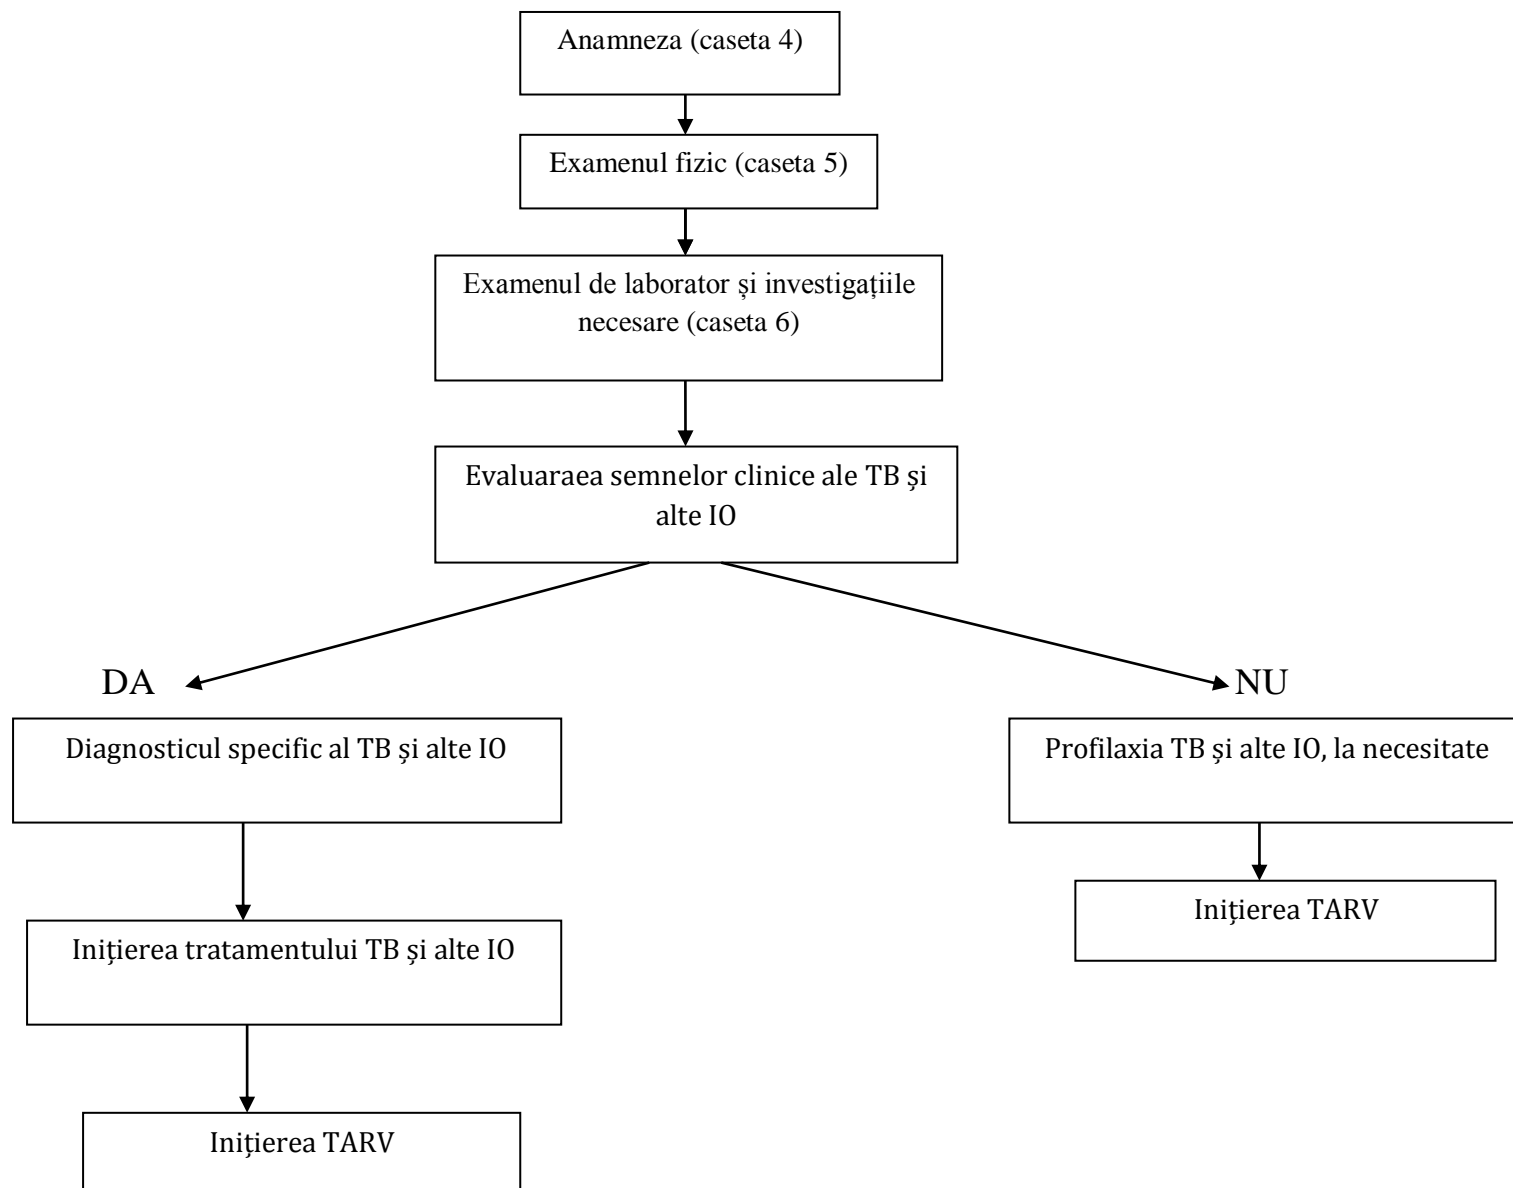 Anamneza (caseta 4)
Examenul fizic (caseta 5)
Examenul de laborator și investigațiile
necesare (caseta 6)
Evaluaraea semnelor clinice ale TB și
alte IO
DA
NU
Diagnosticul specific al TB și alte IO
Profilaxia TB și alte IO, la necesitate
Inițierea TARV
Inițierea tratamentului TB și alte IO
Inițierea TARV